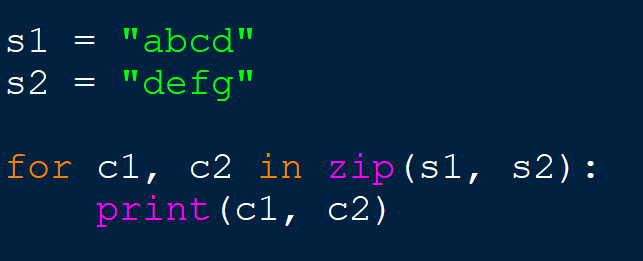 s1 = "abcd"
s2 = "defg"
for c1, c2 in zip(s1, s2):
    print(c1, c2)